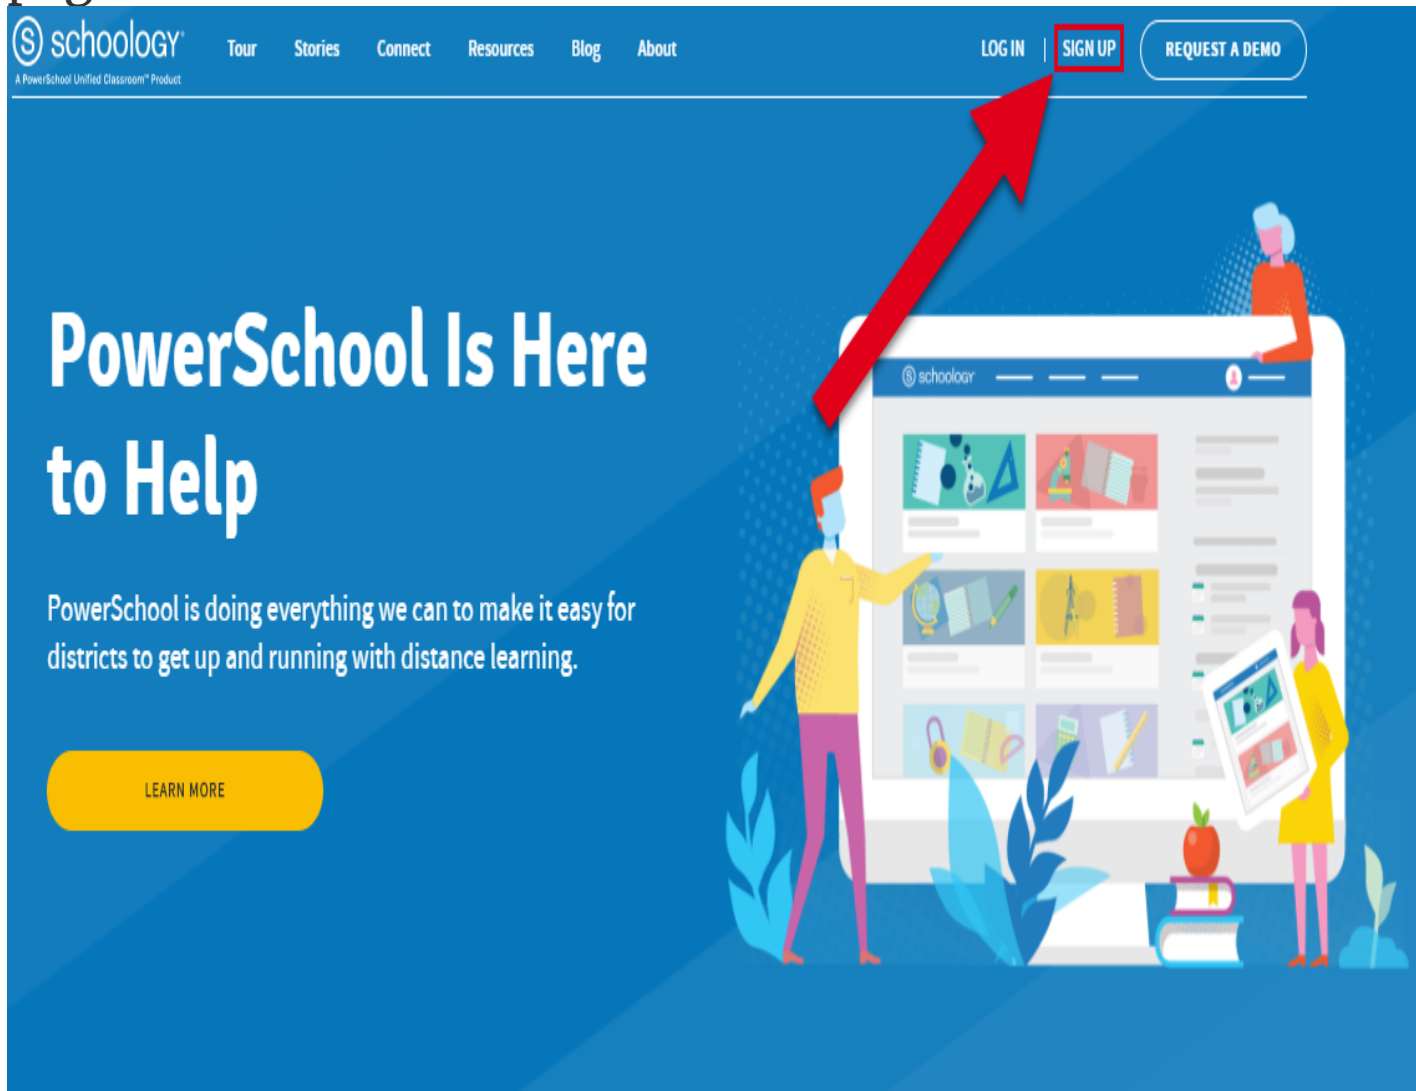 schoology
Tour Stories Connect Resources Blog About LOG IN | SIGN UP REQUEST A DEMO
A PowerSchool Unified Classroom™ Product
PowerSchool Is Here
to Help
PowerSchool is doing everything we can to make it easy for
districts to get up and running with distance learning.
LEARN MORE
schoology